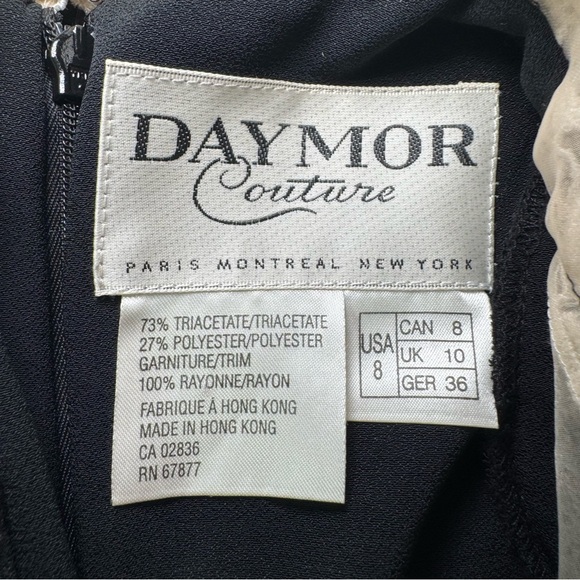 DAYMOR
Couture
PARIS MONTREAL NEW YORK
73% TRIACETATE/TRIACETATE
27% POLYESTER/POLYESTER
GARNITURE/TRIM
100% RAYONNE/RAYON
FABRIQUE À HONG KONG
MADE IN HONG KONG
CA 02836
RN 67877
USA 8
CAN 8
UK 10
GER 36